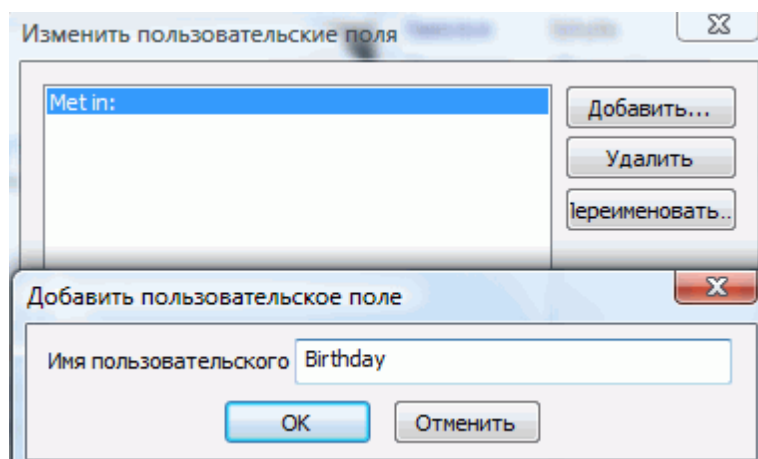 Изменить пользовательские поля
Met in:
Добавить...
Удалить
Переименовать..
Добавить пользовательское поле
Имя пользовательского Birthday
OK
Отменить